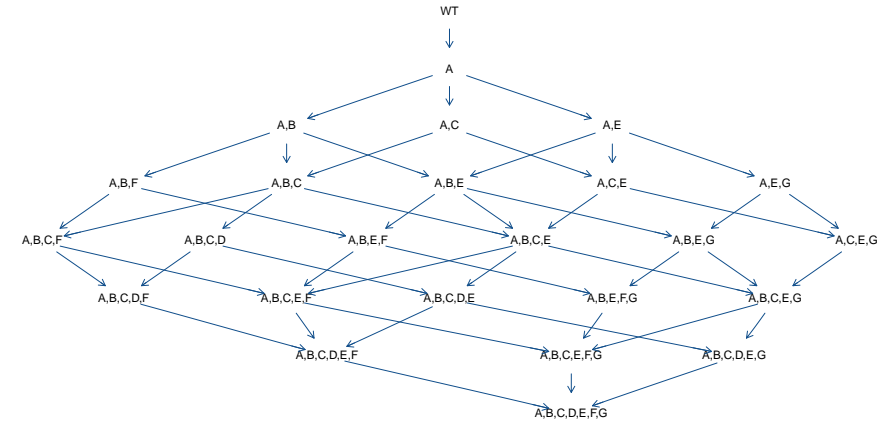 WT
A
A,B
A,C
A,E
A,B,F
A,B,C
A,B,E
A,C,E
A,E,G
A,B,C,F
A,B,C,D
A,B,E,F
A,B,C,E
A,B,E,G
A,C,E,G
A,B,C,D,F
A,B,C,E,F
A,B,C,D,E
A,B,E,F,G
A,B,C,E,G
A,B,C,D,E,F
A,B,C,E,F,G
A,B,C,D,E,G
A,B,C,D,E,F,G